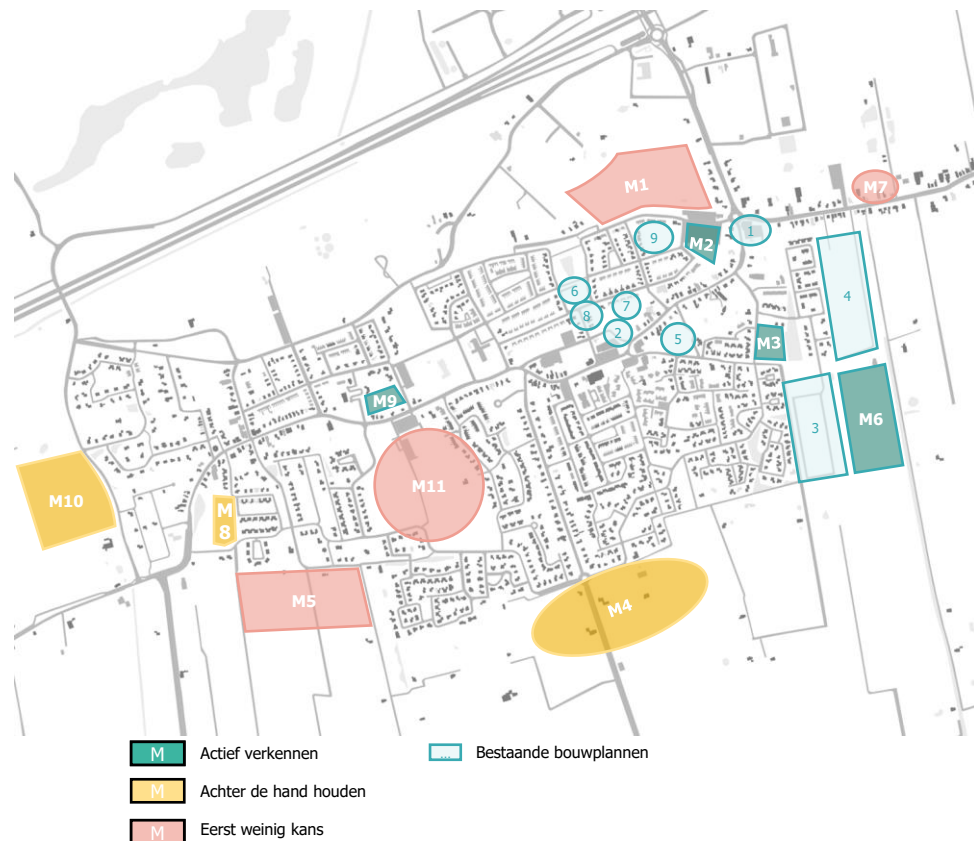 M1
M7
M2
1
9
6
7
8
2
5
4
M3
M9
M6
3
M11
M10
M
8
M5
M4
M Actief verkennen
... Bestaande bouwplannen
M Achter de hand houden
M Eerst weinig kans